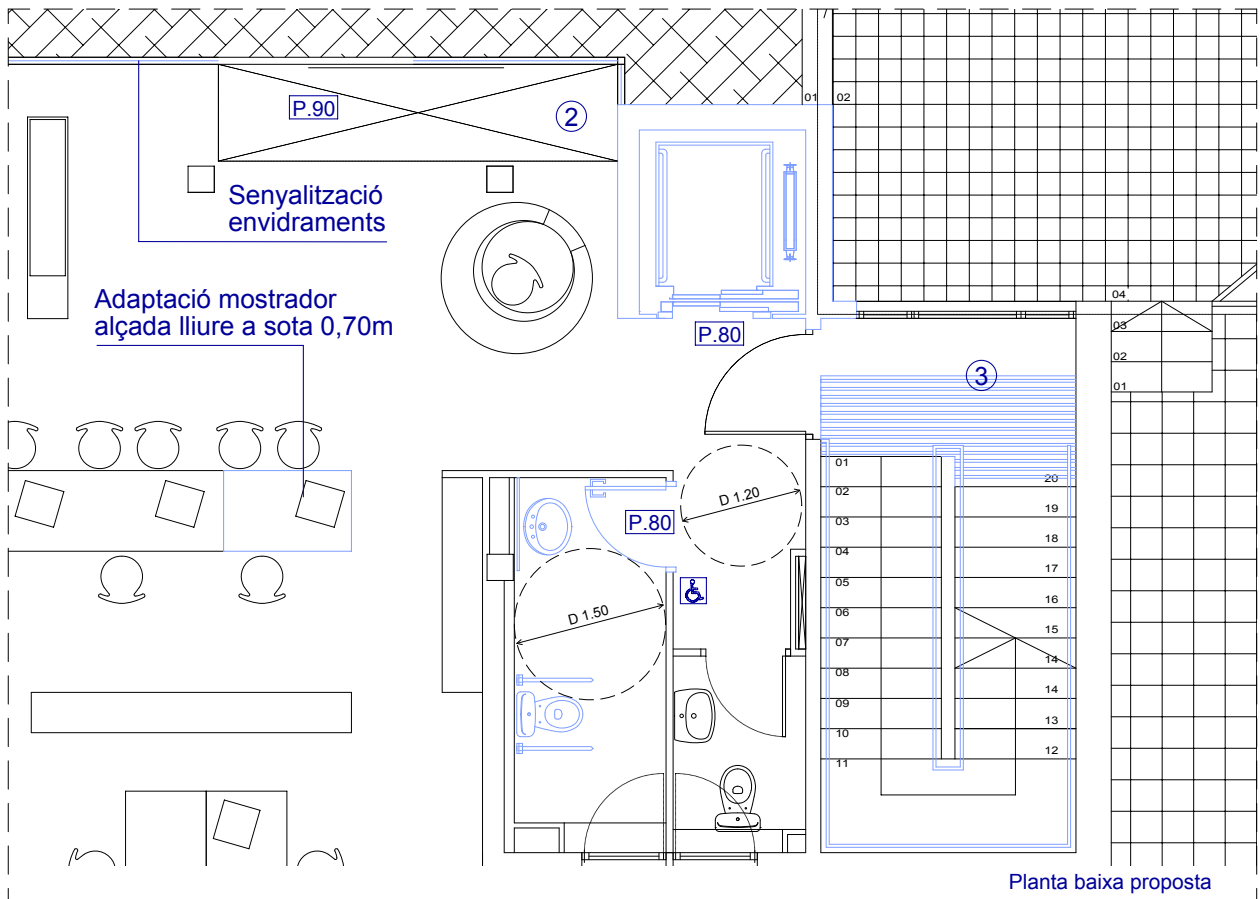 01 02
P.90
2
Senyalització
envidraments
Adaptació mostrador
alçada lliure a sota 0,70m
P.80
3
04
03
02
01
D 1.20
P.80
D 1.50
01
02
03
04
05
06
07
08
09
10
11
20
19
18
17
16
15
14
14
13
12
Planta baixa proposta